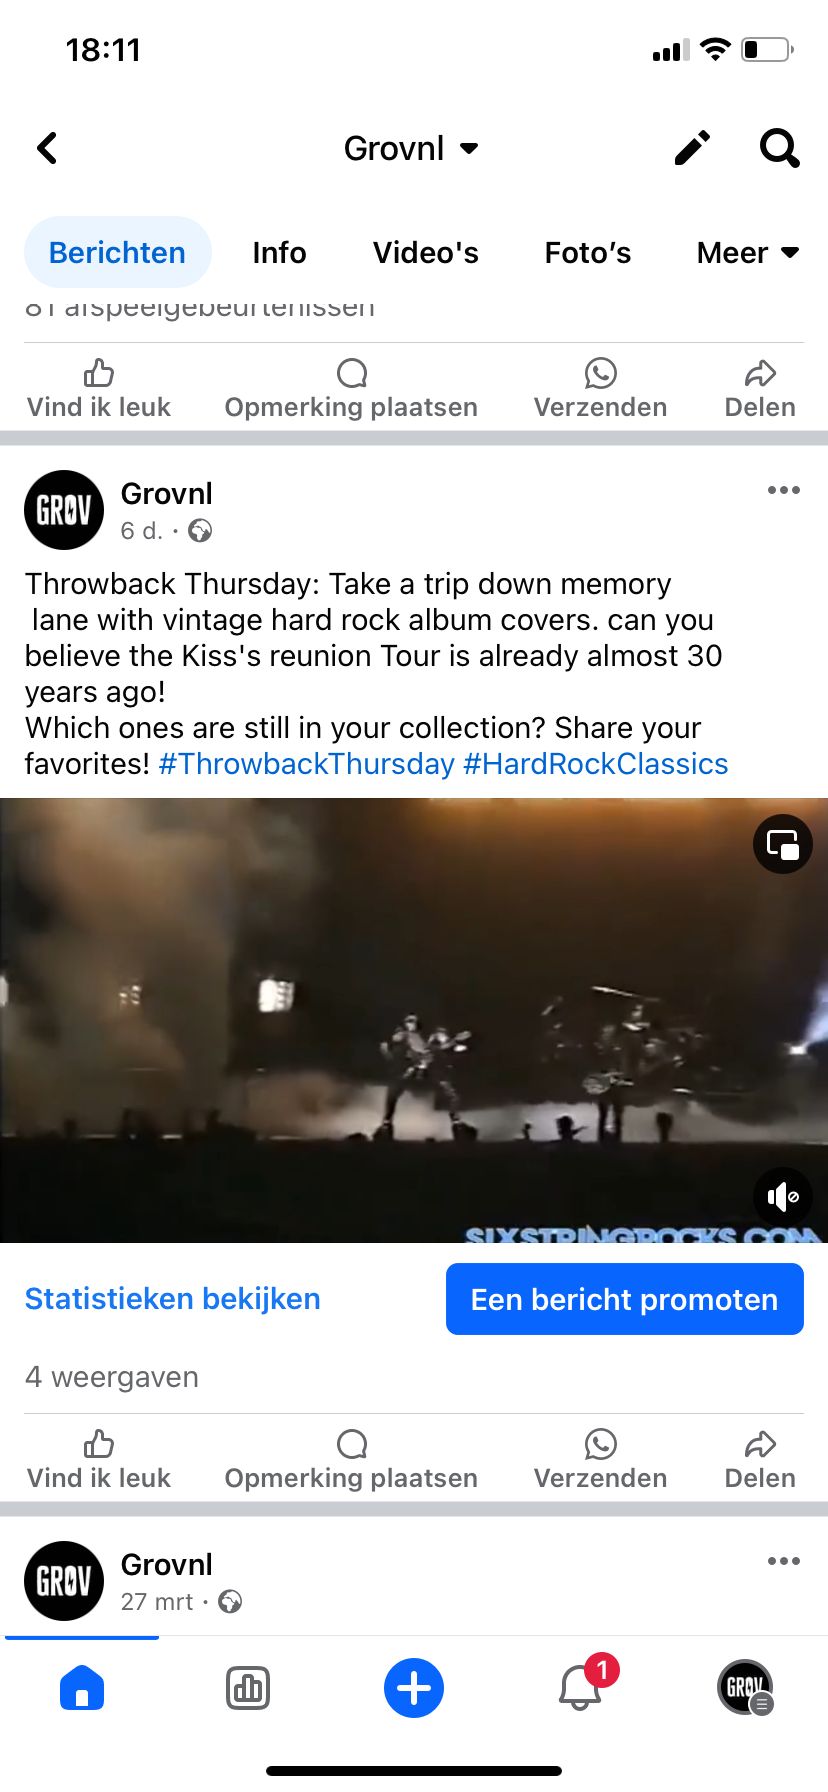 18:11
Grovnl
Berichten Info Video's Foto's Meer
81 afspeelgebeurtenissen
Vind ik leuk Opmerking plaatsen Verzenden Delen
GROV Grovnl
6 d. ·
Throwback Thursday: Take a trip down memory
lane with vintage hard rock album covers. can you
believe the Kiss's reunion Tour is already almost 30
years ago!
Which ones are still in your collection? Share your
favorites! #ThrowbackThursday #HardRockClassics
SIXSTRINGROCKS.COM
Statistieken bekijken Een bericht promoten
4 weergaven
Vind ik leuk Opmerking plaatsen Verzenden Delen
GROV Grovnl
27 mrt ·
1
GROV